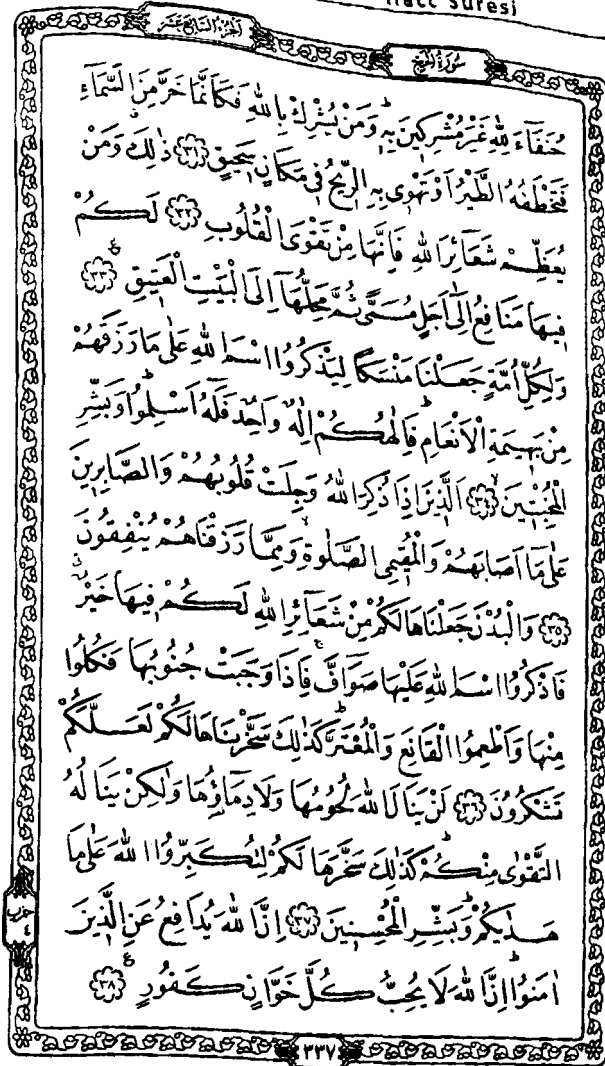 Hacc Suresi
الجزء السابع عشر
سورة الحج
حُنَفَٓاءَ لِلّٰهِ غَيْرَ مُشْرِك۪ينَ بِه۪ۜ وَمَنْ يُشْرِكْ بِاللّٰهِ فَكَاَنَّمَا خَرَّ مِنَ السَّمَٓاءِ
فَتَخْطَفُهُ الطَّيْرُ اَوْ تَهْو۪ي بِهِ الرّ۪يحُ ف۪ي مَكَانٍ سَح۪يقٍ ﴿٣١﴾ ذٰلِكَ وَمَنْ
يُعَظِّمْ شَعَٓائِرَ اللّٰهِ فَاِنَّهَا مِنْ تَقْوَى الْقُلُوبِ ﴿٣٢﴾ لَكُمْ
ف۪يهَا مَنَافِعُ اِلٰٓى اَجَلٍ مُسَمًّى ثُمَّ مَحِلُّهَٓا اِلَى الْبَيْتِ الْعَت۪يقِ ﴿٣٣﴾
وَلِكُلِّ اُمَّةٍ جَعَلْنَا مَنْسَكًا لِيَذْكُرُوا اسْمَ اللّٰهِ عَلٰى مَا رَزَقَهُمْ
مِنْ بَه۪يمَةِ الْاَنْعَامِۜ فَاِلٰهُكُمْ اِلٰهٌ وَاحِدٌ فَلَهُٓ اَسْلِمُواۜ وَبَشِّرِ
الْمُخْبِت۪ينَ ﴿٣٤﴾ اَلَّذ۪ينَ اِذَا ذُكِرَ اللّٰهُ وَجِلَتْ قُلُوبُهُمْ وَالصَّابِر۪ينَ
عَلٰى مَٓا اَصَابَهُمْ وَالْمُق۪يمِي الصَّلٰوةِۙ وَمِمَّا رَزَقْنَاهُمْ يُنْفِقُونَ
﴿٣٥﴾ وَالْبُدْنَ جَعَلْنَاهَا لَكُمْ مِنْ شَعَٓائِرِ اللّٰهِ لَكُمْ ف۪يهَا خَيْرٌۗ
فَاذْكُرُوا اسْمَ اللّٰهِ عَلَيْهَا صَوَٓافَّۚ فَاِذَا وَجَبَتْ جُنُوبُهَا فَكُلُوا
مِنْهَا وَاَطْعِمُوا الْقَانِعَ وَالْمُعْتَرَّۜ كَذٰلِكَ سَخَّرْنَاهَا لَكُمْ لَعَلَّكُمْ
تَشْكُرُونَ ﴿٣٦﴾ لَنْ يَنَالَ اللّٰهَ لُحُومُهَا وَلَا دِمَٓاؤُ۬هَا وَلٰكِنْ يَنَالُهُ
التَّقْوٰى مِنْكُمْۜ كَذٰلِكَ سَخَّرَهَا لَكُمْ لِتُكَبِّرُوا اللّٰهَ عَلٰى مَا
هَدٰيكُمْۜ وَبَشِّرِ الْمُحْسِن۪ينَ ﴿٣٧﴾ اِنَّ اللّٰهَ يُدَافِعُ عَنِ الَّذ۪ينَ
اٰمَنُواۜ اِنَّ اللّٰهَ لَا يُحِبُّ كُلَّ خَوَّانٍ كَفُورٍ ﴿٣٨﴾
حزب
٤
٣٣٧